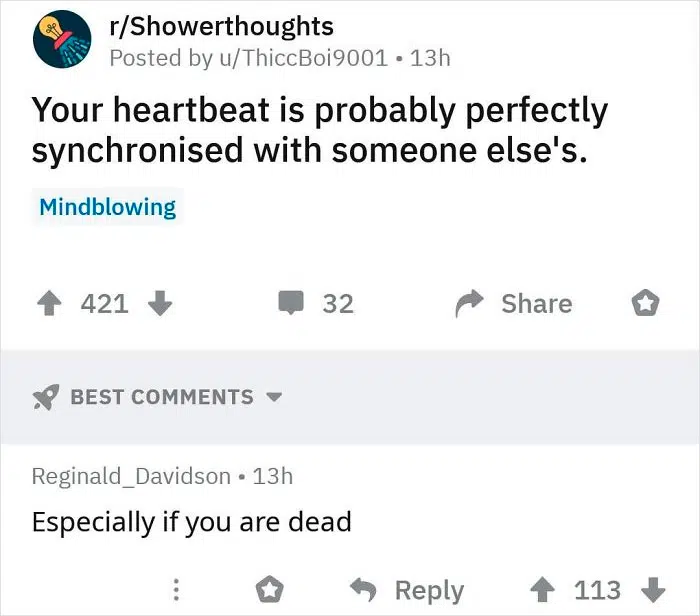 r/Showerthoughts
Posted by u/ThiccBoi9001 • 13h
Your heartbeat is probably perfectly
synchronised with someone else's.
Mindblowing
421 32 Share
BEST COMMENTS
Reginald_Davidson • 13h
Especially if you are dead
Reply 113